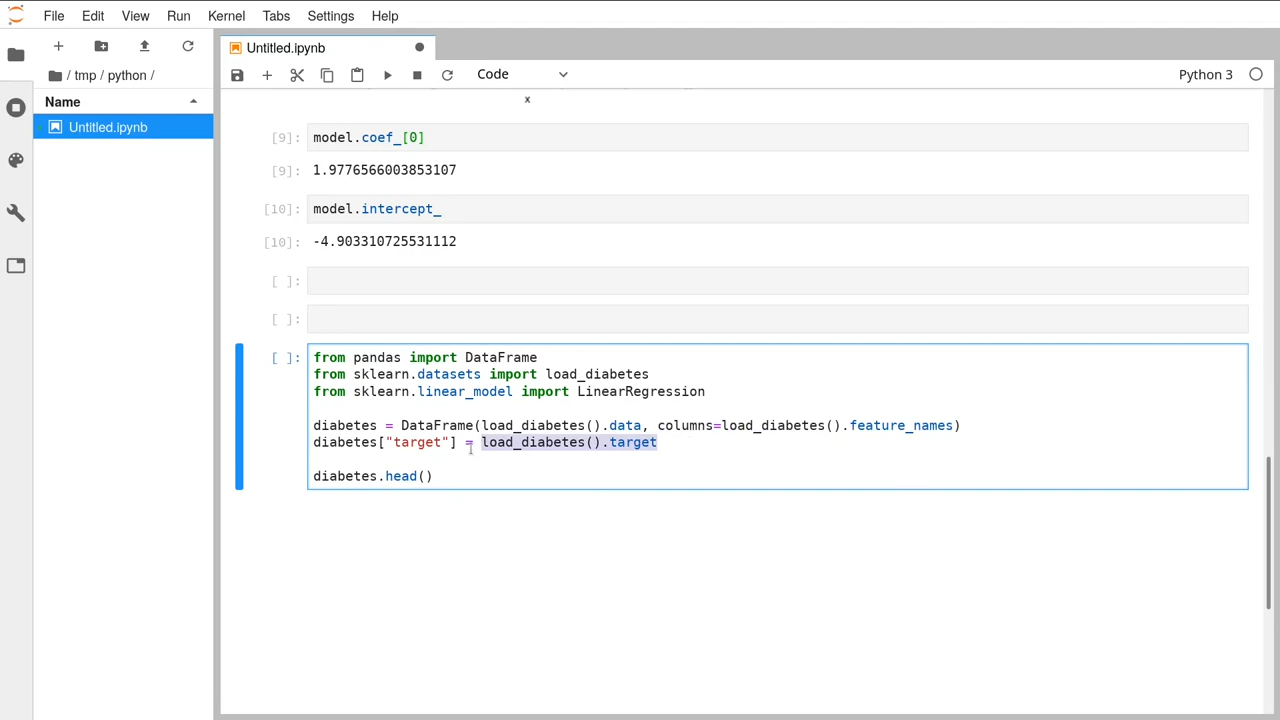 File Edit View Run Kernel Tabs Settings Help
Untitled.ipynb
/ tmp / python /
Code
Python 3
Name
Untitled.ipynb
x
[9]: model.coef_[0]
[9]: 1.9776566003853107
[10]: model.intercept_
[10]: -4.903310725531112
[ ]:
[ ]:
[ ]: from pandas import DataFrame
from sklearn.datasets import load_diabetes
from sklearn.linear_model import LinearRegression
diabetes = DataFrame(load_diabetes().data, columns=load_diabetes().feature_names)
diabetes["target"] = load_diabetes().target
diabetes.head()